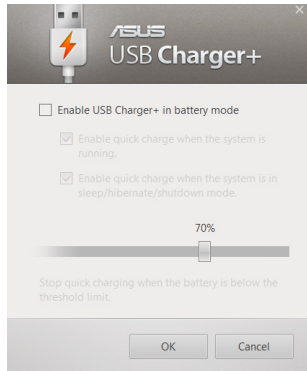 ASUS
USB Charger+
Enable USB Charger+ in battery mode
Enable quick charge when the system is
running.
Enable quick charge when the system is in
sleep/hibernate/shutdown mode.
70%
Stop quick charging when the battery is below the
threshold limit.
OK
Cancel